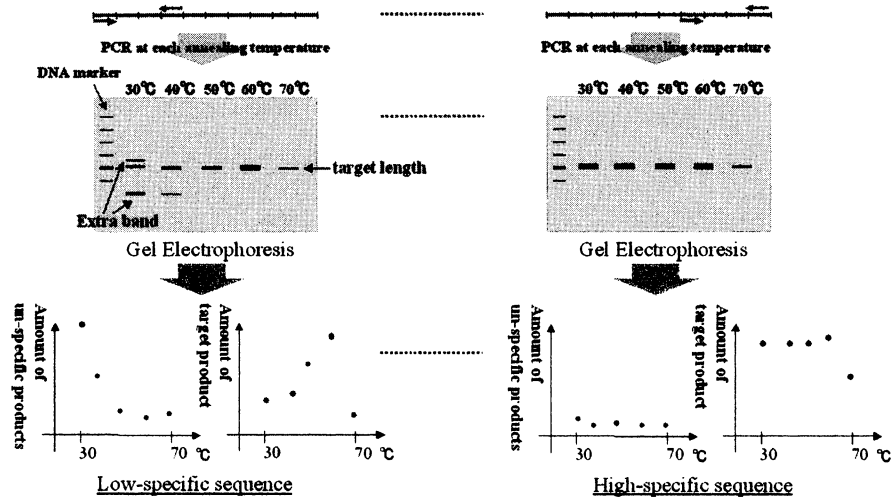 PCR at each annealing temperature
DNA marker
30℃ 40℃ 50℃ 60℃ 70℃
target length
Extra band
Gel Electrophoresis
Amount of
un-specific products
30
70 ℃
Amount of
target product
30
70 ℃
Low-specific sequence
PCR at each annealing temperature
30℃ 40℃ 50℃ 60℃ 70℃
Gel Electrophoresis
Amount of
un-specific products
30
70 ℃
Amount of
target product
30
70 ℃
High-specific sequence